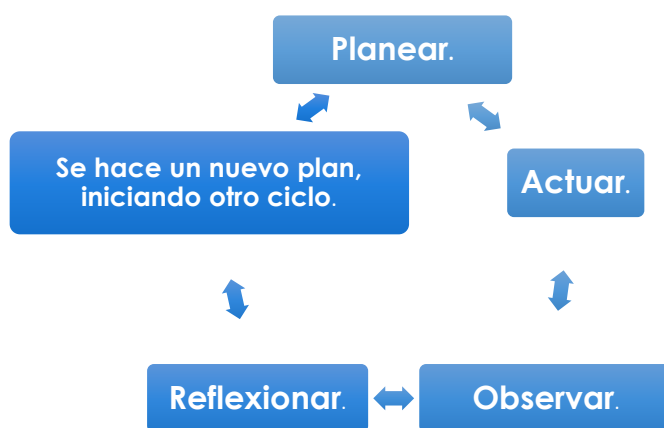 Planear.
Se hace un nuevo plan,
iniciando otro ciclo.
Actuar.
Reflexionar.
Observar.